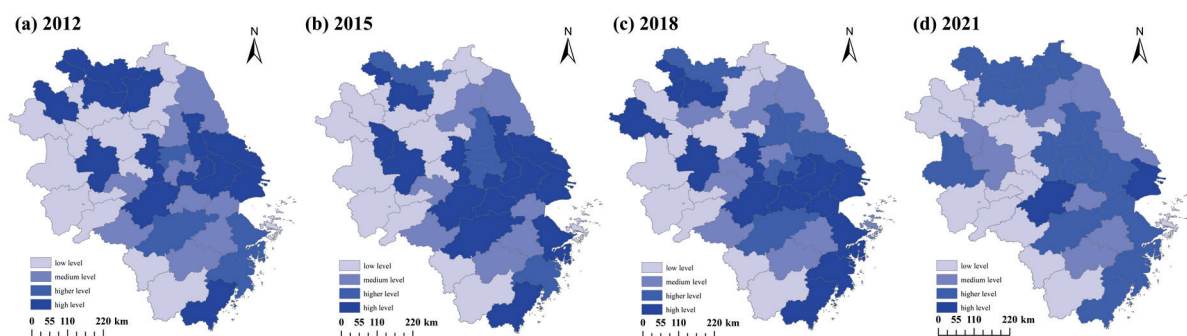 (a) 2012
N
low level
medium level
higher level
high level
0 55 110 220 km
(b) 2015
N
low level
medium level
higher level
high level
0 55 110 220 km
(c) 2018
N
low level
medium level
higher level
high level
0 55 110 220 km
(d) 2021
N
low level
medium level
higher level
high level
0 55 110 220 km